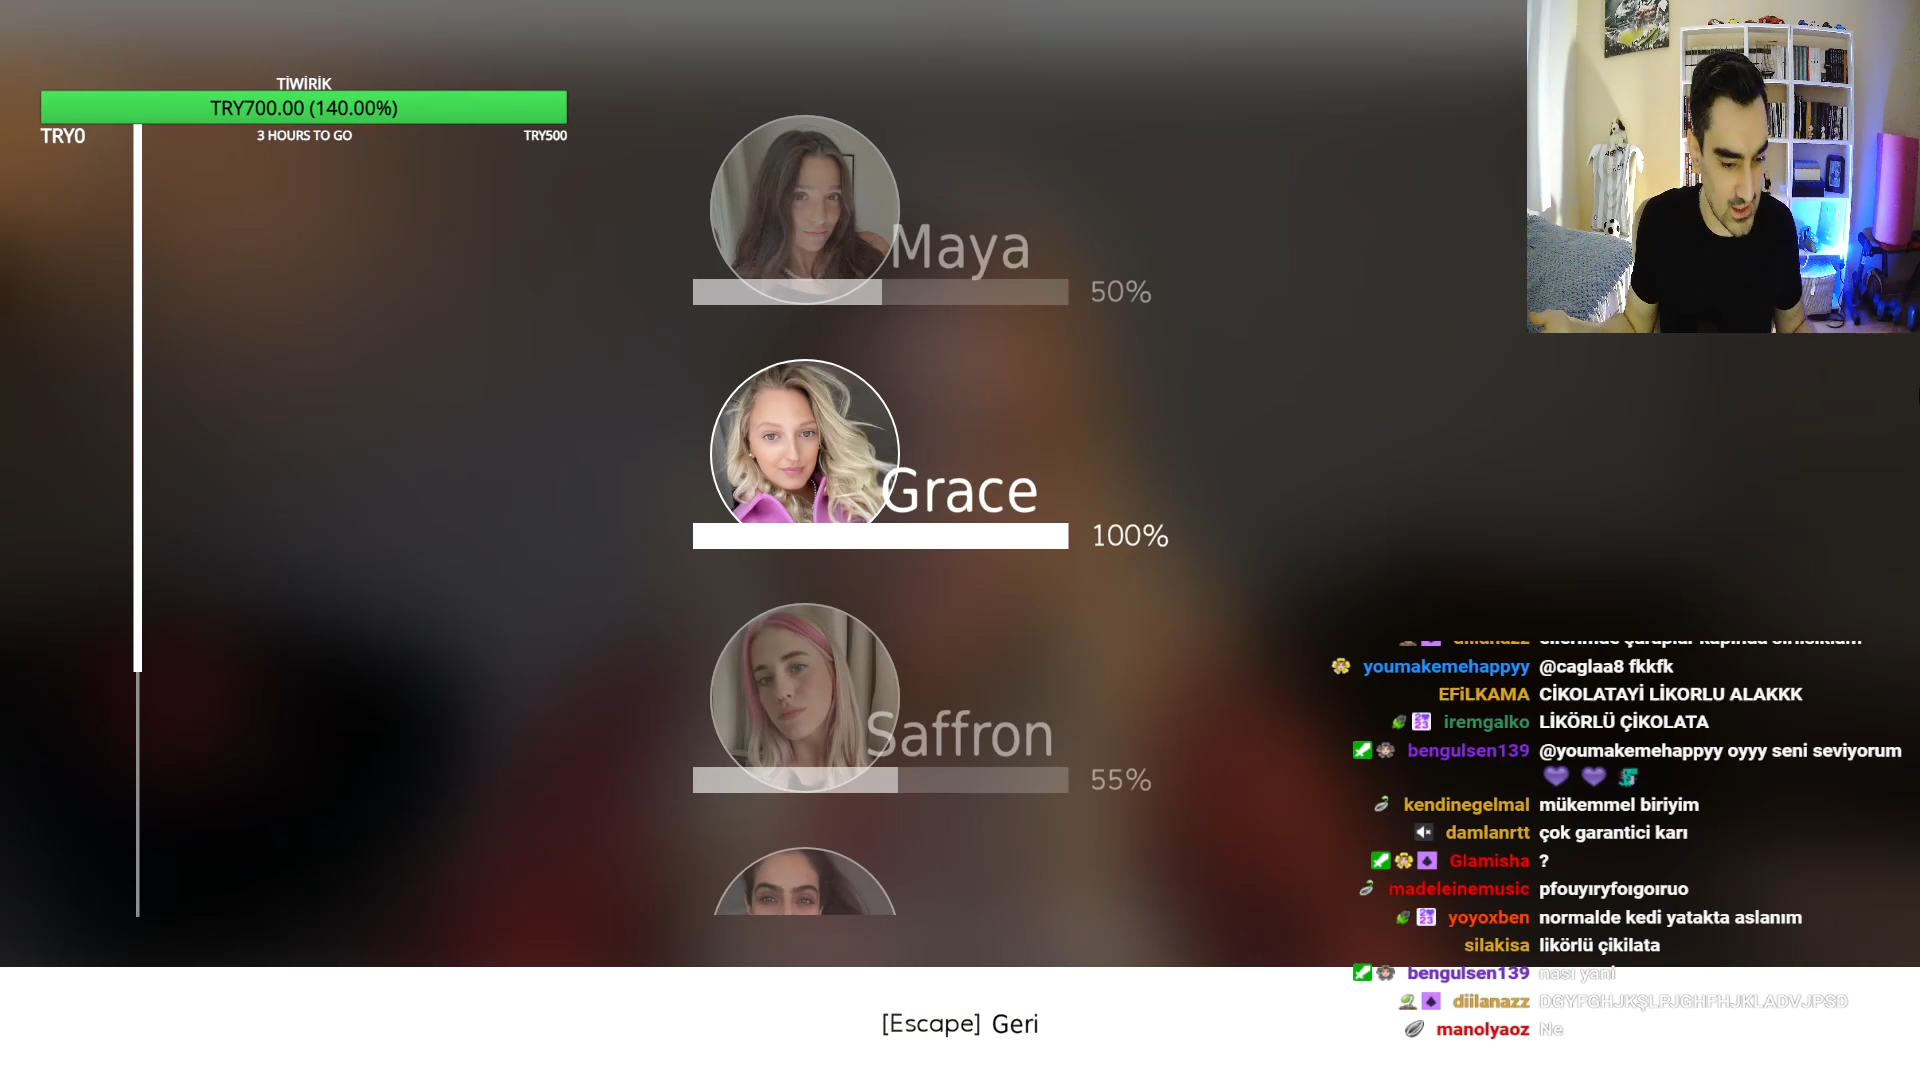 TİWİRİK
TRY700.00 (140.00%)
TRY0
3 HOURS TO GO
TRY500
Maya
50%
Grace
100%
Saffron
55%
youmakemehappyy @caglaa8 fkkfk
EFiLKAMA CİKOLATAYİ LİKORLU ALAKKK
iremgalko LİKÖRLÜ ÇİKOLATA
bengulsen139 @youmakemehappyy oyyy seni seviyorum
kendinegelmal mükemmel biriyim
damlanrtt çok garantici karı
Glamisha ?
madeleinemusic pfouyıryfoıgoıruo
yoyoxben normalde kedi yatakta aslanım
silakisa likörlü çikilata
bengulsen139 nası yani
diilanazz DGYFGHJKŞLPJGHFHJKLADVJPSD
manolyaoz Ne
[Escape] Geri